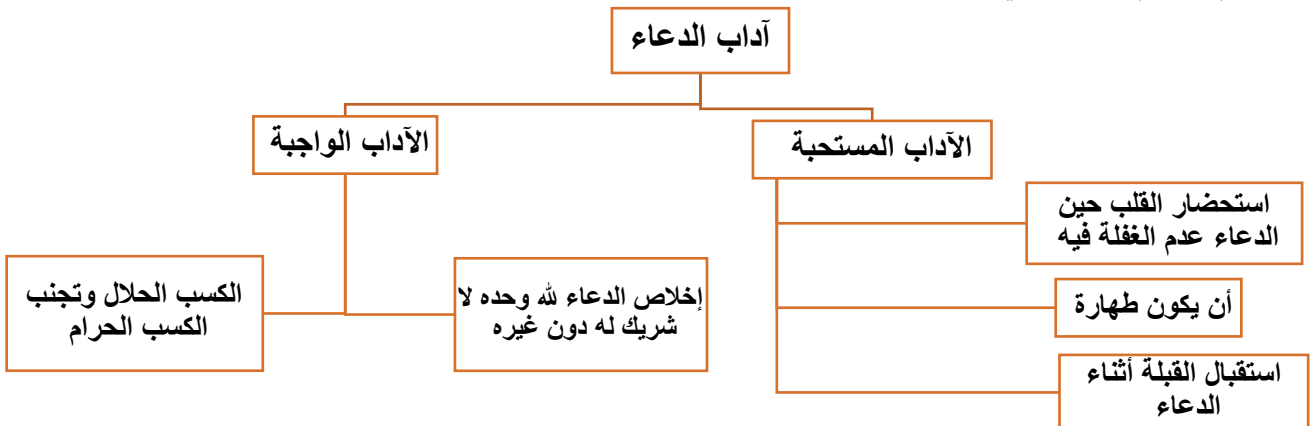 آداب الدعاء
الآداب المستحبة
الآداب الواجبة
استحضار القلب حين
الدعاء عدم الغفلة فيه
أن يكون طهارة
استقبال القبلة أثناء
الدعاء
إخلاص الدعاء لله وحده لا
شريك له دون غيره
الكسب الحلال وتجنب
الكسب الحرام